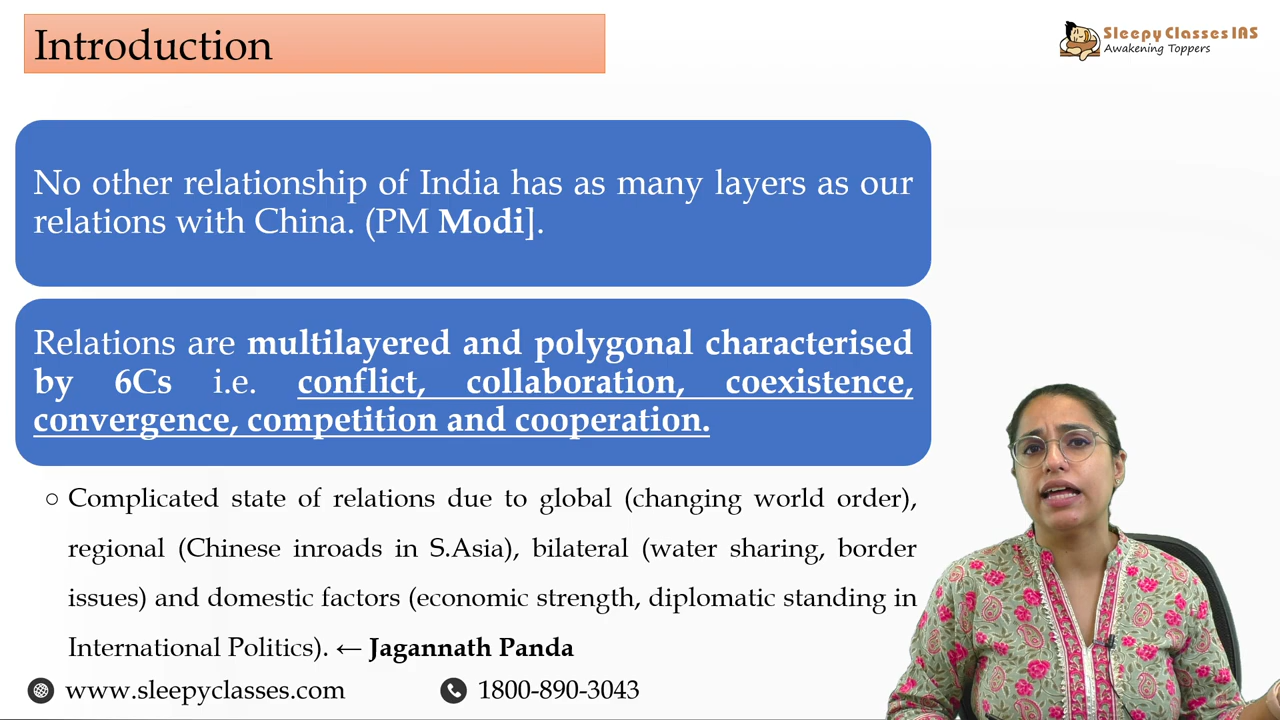 Introduction
Sleepy Classes IAS
Awakening Toppers
No other relationship of India has as many layers as our
relations with China. (PM Modi].
Relations are multilayered and polygonal characterised
by 6Cs i.e. conflict, collaboration, coexistence,
convergence, competition and cooperation.
○ Complicated state of relations due to global (changing world order),
regional (Chinese inroads in S.Asia), bilateral (water sharing, border
issues) and domestic factors (economic strength, diplomatic standing in
International Politics). ← Jagannath Panda
www.sleepyclasses.com
1800-890-3043